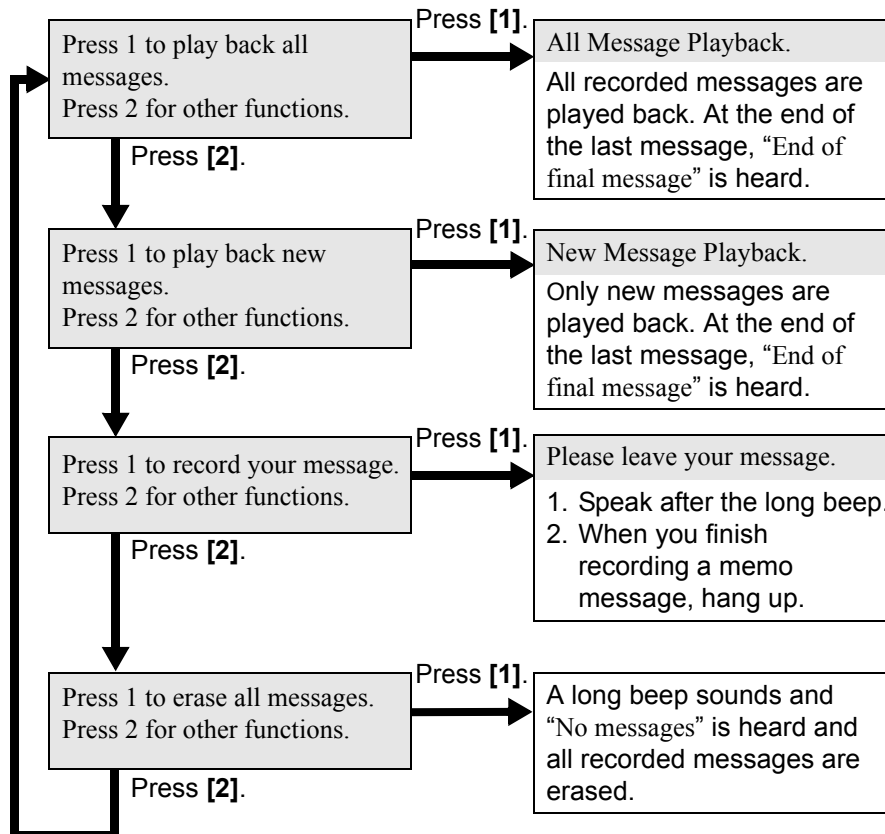 Press [1].
Press 1 to play back all
messages.
Press 2 for other functions.
All Message Playback.
All recorded messages are
played back. At the end of
the last message, “End of
final message” is heard.
Press [2].
Press [1].
Press 1 to play back new
messages.
Press 2 for other functions.
New Message Playback.
Only new messages are
played back. At the end of
the last message, “End of
final message” is heard.
Press [2].
Press [1].
Press 1 to record your message.
Press 2 for other functions.
Please leave your message.
1. Speak after the long beep.
2. When you finish
recording a memo
message, hang up.
Press [2].
Press [1].
Press 1 to erase all messages.
Press 2 for other functions.
A long beep sounds and
“No messages” is heard and
all recorded messages are
erased.
Press [2].